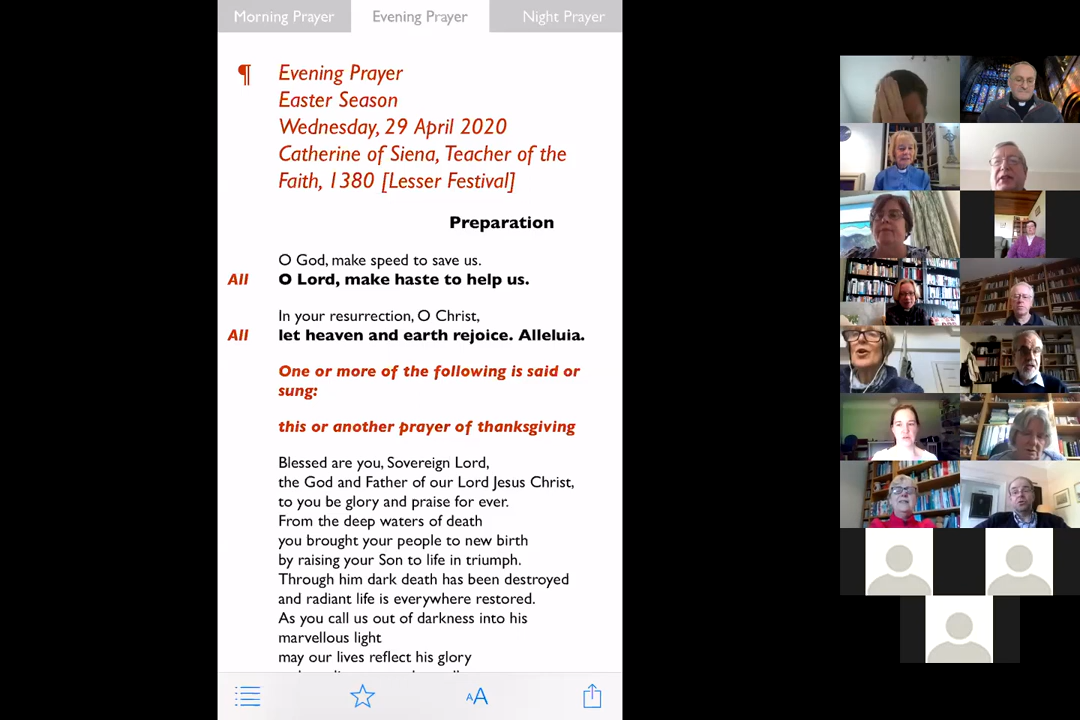 Morning Prayer
Evening Prayer
Night Prayer
¶ Evening Prayer
Easter Season
Wednesday, 29 April 2020
Catherine of Siena, Teacher of the
Faith, 1380 [Lesser Festival]
Preparation
O God, make speed to save us.
All O Lord, make haste to help us.
In your resurrection, O Christ,
All let heaven and earth rejoice. Alleluia.
One or more of the following is said or
sung:
this or another prayer of thanksgiving
Blessed are you, Sovereign Lord,
the God and Father of our Lord Jesus Christ,
to you be glory and praise for ever.
From the deep waters of death
you brought your people to new birth
by raising your Son to life in triumph.
Through him dark death has been destroyed
and radiant life is everywhere restored.
As you call us out of darkness into his
marvellous light
may our lives reflect his glory
AA